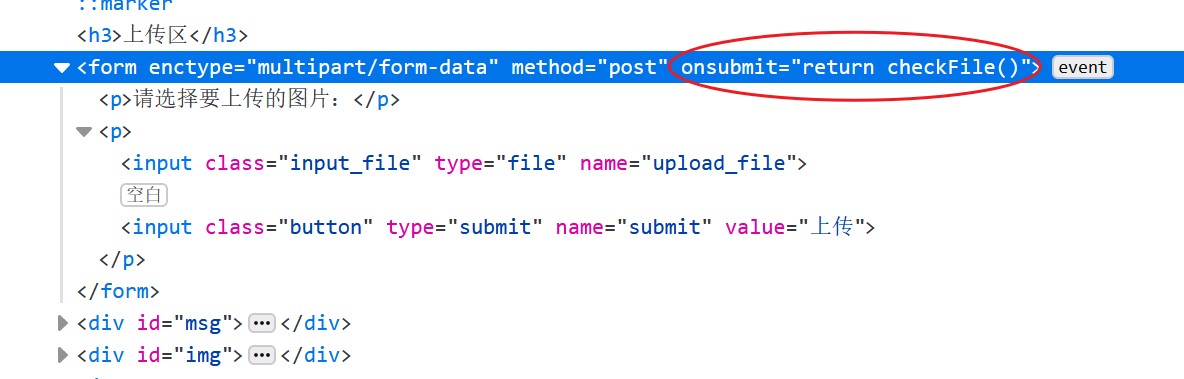 ::marker
<h3>上传区</h3>
<form enctype="multipart/form-data" method="post" onsubmit="return checkFile()"> event
<p>请选择要上传的图片：</p>
<p>
<input class="input_file" type="file" name="upload_file">
空白
<input class="button" type="submit" name="submit" value="上传">
</p>
</form>
<div id="msg">•••</div>
<div id="img">•••</div>